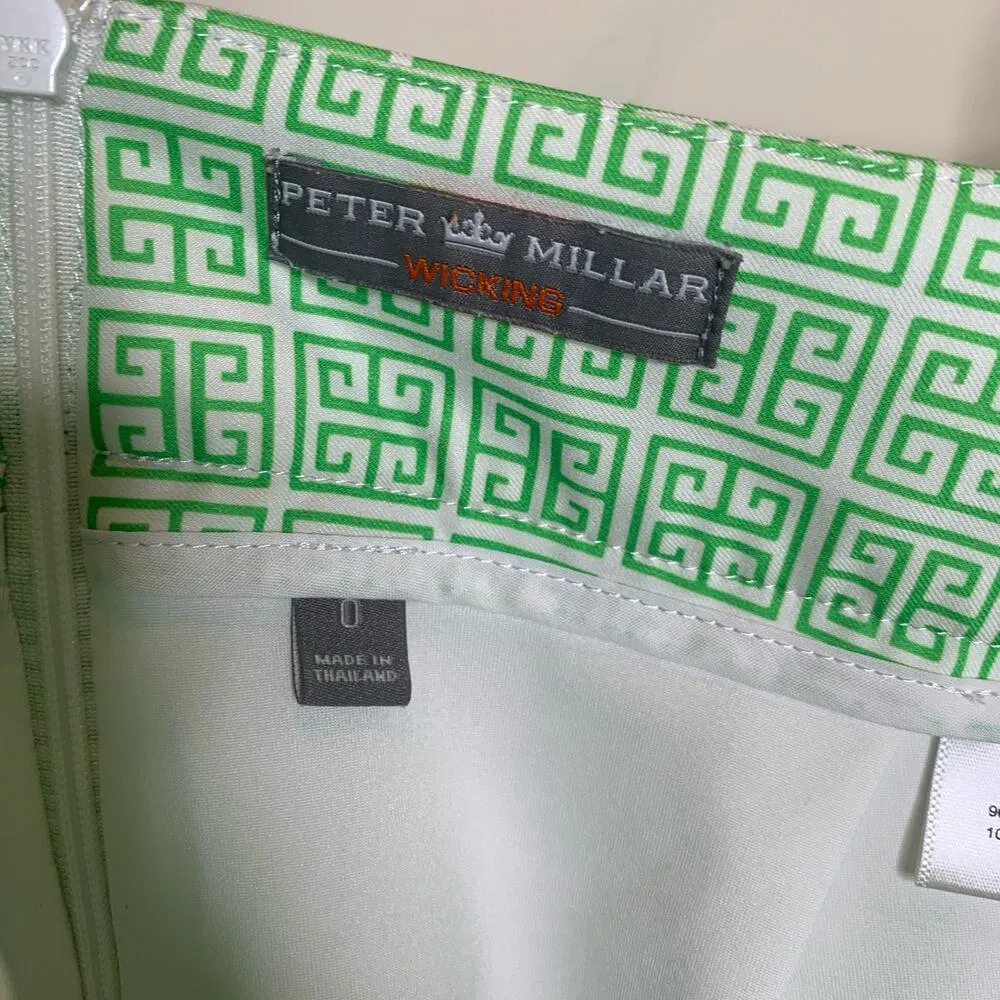 YKK
PETER MILLAR
WICKING
0
MADE IN
THAILAND